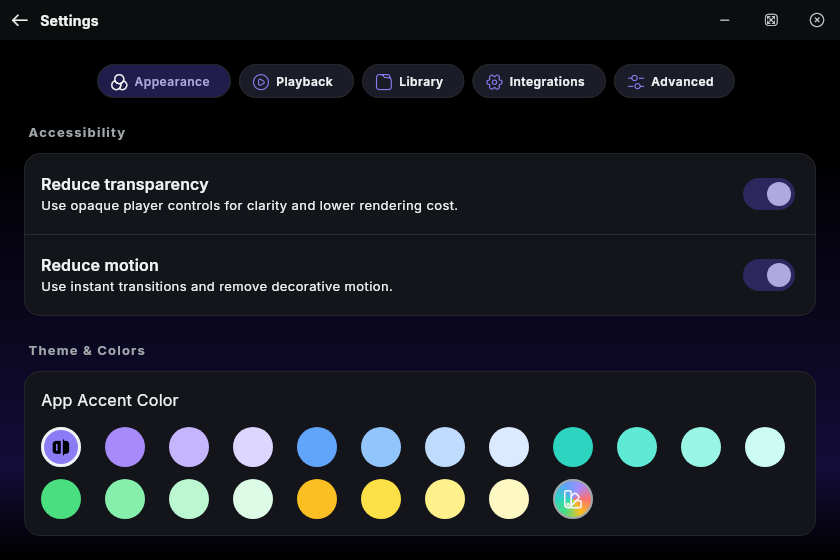 Settings
Appearance
Playback
Library
Integrations
Advanced
Accessibility
Reduce transparency
Use opaque player controls for clarity and lower rendering cost.
Reduce motion
Use instant transitions and remove decorative motion.
Theme & Colors
App Accent Color